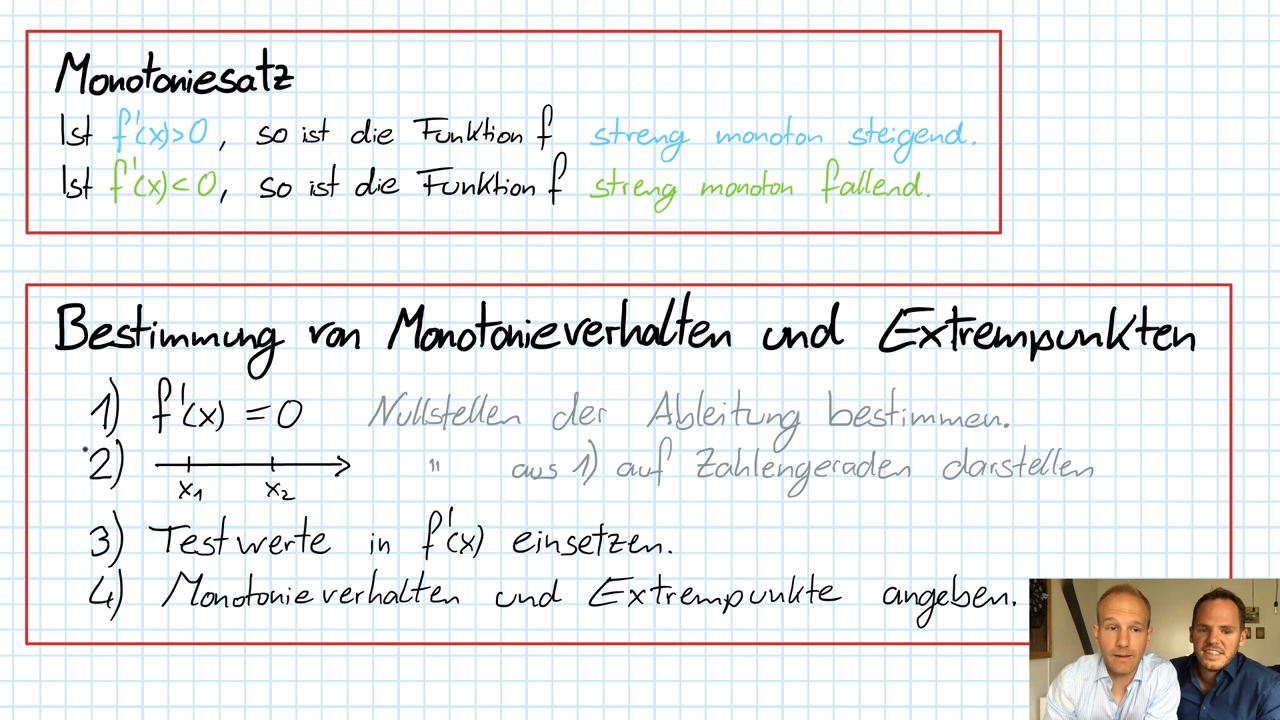 Monotoniesatz
Ist f'(x)>0, so ist die Funktion f streng monoton steigend.
Ist f'(x)<0, so ist die Funktion f streng monoton fallend.
Bestimmung von Monotonieverhalten und Extrempunkten
1) f'(x) = 0 Nullstellen der Ableitung bestimmen.
2) " aus 1) auf Zahlengeraden darstellen
x₁ x₂
3) Testwerte in f'(x) einsetzen.
4) Monotonieverhalten und Extrempunkte angeben.